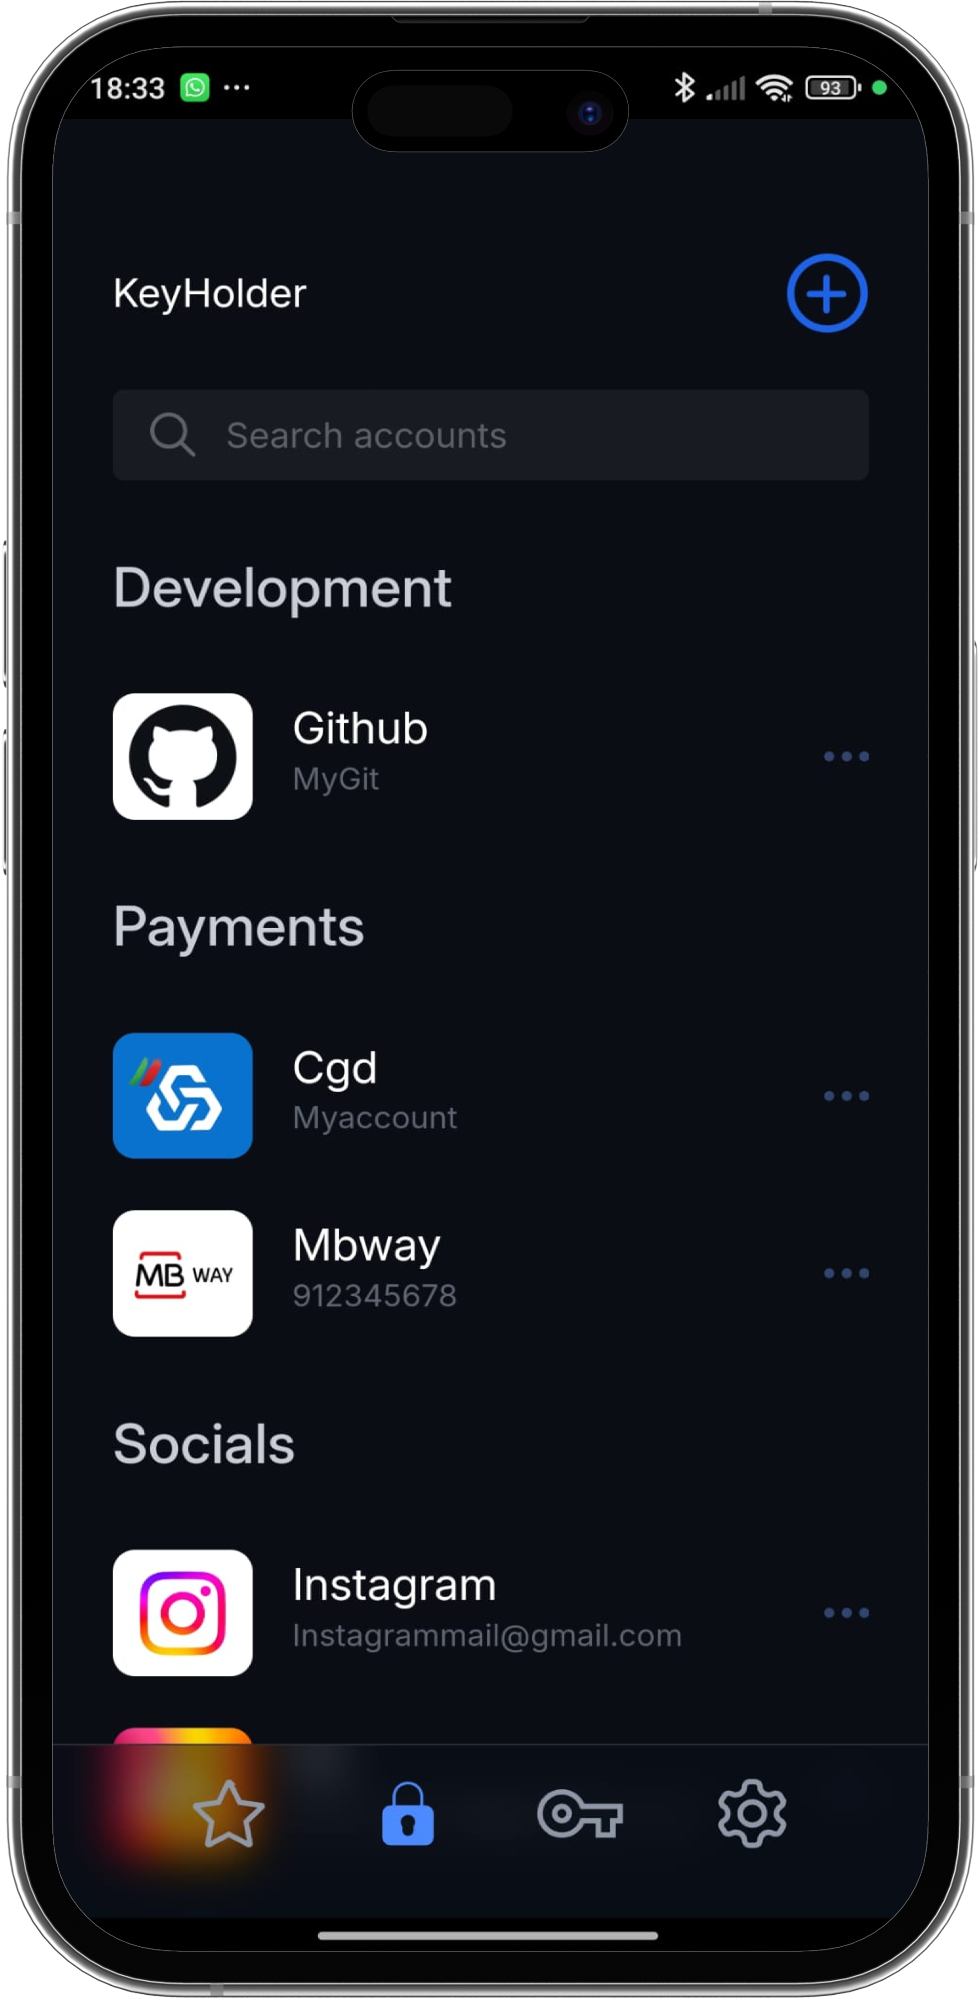 18:33
93
KeyHolder
Search accounts
Development
Github
MyGit
Payments
Cgd
Myaccount
MB WAY
Mbway
912345678
Socials
Instagram
Instagrammail@gmail.com